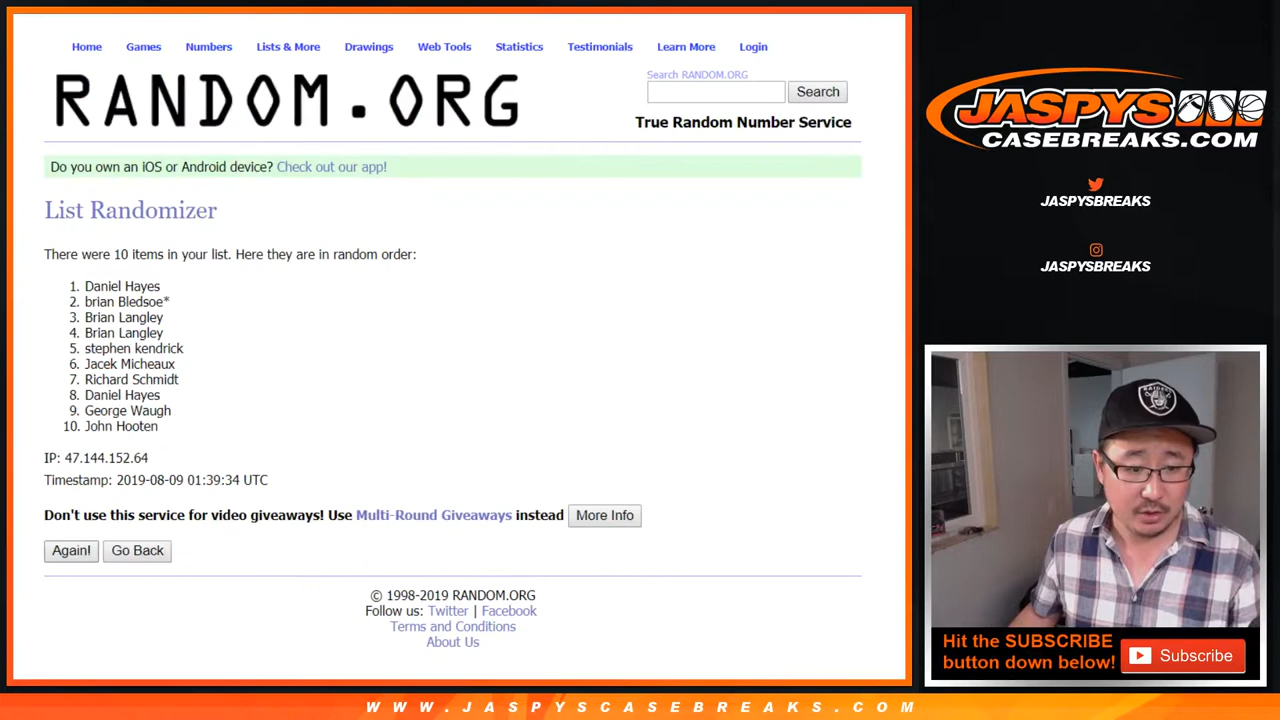 Home Games Numbers Lists & More Drawings Web Tools Statistics Testimonials Learn More Login
RANDOM.ORG
Search RANDOM.ORG
Search
True Random Number Service
Do you own an iOS or Android device? Check out our app!
List Randomizer
There were 10 items in your list. Here they are in random order:
1. Daniel Hayes
2. brian Bledsoe*
3. Brian Langley
4. Brian Langley
5. stephen kendrick
6. Jacek Micheaux
7. Richard Schmidt
8. Daniel Hayes
9. George Waugh
10. John Hooten
IP: 47.144.152.64
Timestamp: 2019-08-09 01:39:34 UTC
Don't use this service for video giveaways! Use Multi-Round Giveaways instead More Info
Again! Go Back
© 1998-2019 RANDOM.ORG
Follow us: Twitter | Facebook
Terms and Conditions
About Us
JASPYS
CASEBREAKS.COM
JASPYSBREAKS
JASPYSBREAKS
RAIDERS
Hit the SUBSCRIBE
button down below!
Subscribe
WWW.JASPYSCASEBREAKS.COM